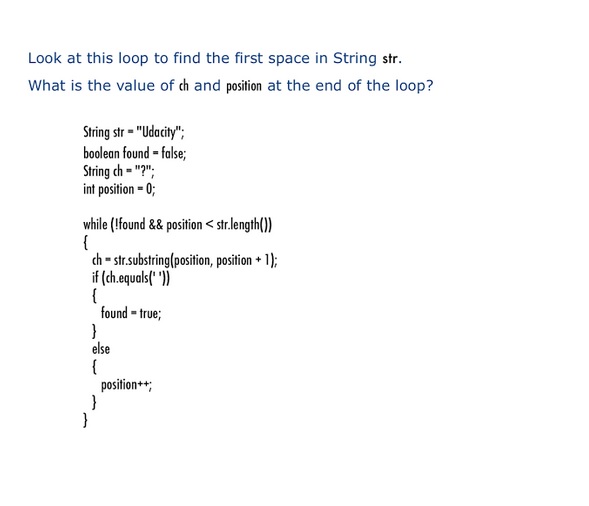 Look at this loop to find the first space in String str.
What is the value of ch and position at the end of the loop?
String str = "Udacity";
boolean found = false;
String ch = "?";
int position = 0;
while (!found && position < str.length())
{
ch = str.substring(position, position + 1);
if (ch.equals(' '))
{
found = true;
}
else
{
position++;
}
}